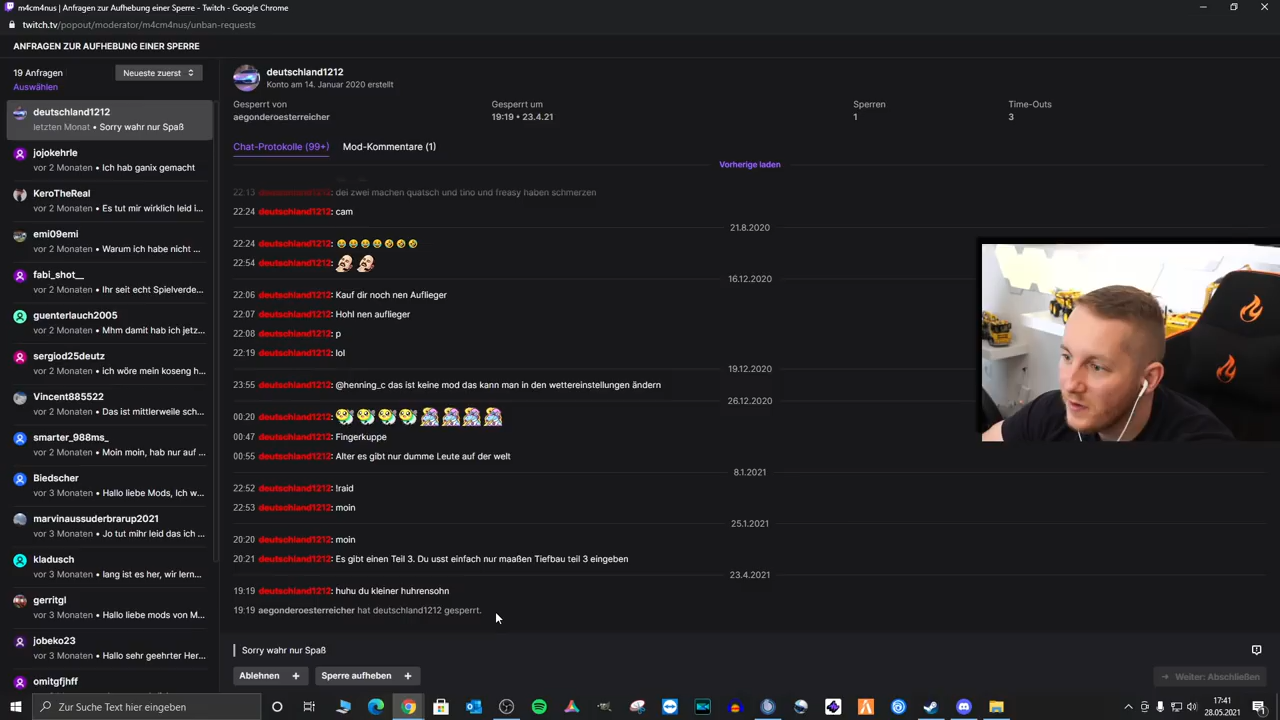 m4cm4nus - Anfragen zur Aufhebung einer Sperre - Twitch - Google Chrome
twitch.tv/popout/moderator/m4cm4nus/unban-requests
ANFRAGEN ZUR AUFHEBUNG EINER SPERRE
19 Anfragen
Neueste zuerst
Auswählen
deutschland1212
letzten Monat • Sorry wahr nur Spaß
jojokehrle
vor 2 Monaten • Ich hab ganix gemacht
KeroTheReal
vor 2 Monaten • Es tut mir wirklich leid i...
emi09emi
vor 2 Monaten • Warum ich habe nicht ...
fabi_shot__
vor 2 Monaten • Ihr seit echt Spielverde...
guenterlauch2005
vor 2 Monaten • Mhm damit hab ich jetz...
sergiodi25deutz
vor 2 Monaten • ich wöre mein koseng h...
Vincent885522
vor 2 Monaten • Das ist mittlerweile sch...
smarter_988ms_
vor 2 Monaten • Moin moin, hab nur auf ...
Biedscher
vor 3 Monaten • Hallo liebe Mods, Ich w...
marvinaussuderbrarup2021
vor 3 Monaten • Jo tut mihr leid das ich ...
kladusch
vor 3 Monaten • lang ist es her, wir lern...
gerritgl
vor 3 Monaten • Hallo liebe mods von M...
jobeko23
vor 3 Monaten • Hallo sehr geehrter Her...
omitgfjhff
deutschland1212
Konto am 14. Januar 2020 erstellt
Gesperrt von
aegonderoesterreicher
Gesperrt um
19:19 • 23.4.21
Sperren
1
Time-Outs
3
Chat-Protokolle (99+)
Mod-Kommentare (1)
Vorherige laden
22:13 deutschland1212: dei zwei machen quatsch und tino und freasy haben schmerzen
22:24 deutschland1212: cam
21.8.2020
22:24 deutschland1212:
22:54 deutschland1212:
16.12.2020
22:06 deutschland1212: Kauf dir noch nen Auflieger
22:07 deutschland1212: Hohl nen auflieger
22:08 deutschland1212: p
22:19 deutschland1212: lol
19.12.2020
23:55 deutschland1212: @henning_c das ist keine mod das kann man in den wettereinstellungen ändern
26.12.2020
00:20 deutschland1212:
00:47 deutschland1212: Fingerkuppe
00:55 deutschland1212: Alter es gibt nur dumme Leute auf der welt
8.1.2021
22:52 deutschland1212: !raid
22:53 deutschland1212: moin
25.1.2021
20:20 deutschland1212: moin
20:21 deutschland1212: Es gibt einen Teil 3. Du usst einfach nur maaßen Tiefbau teil 3 eingeben
23.4.2021
19:19 deutschland1212: huhu du kleiner huhrensohn
19:19 aegonderoesterreicher hat deutschland1212 gesperrt.
Sorry wahr nur Spaß
Ablehnen +
Sperre aufheben +
Weiter: Abschließen
Zur Suche Text hier eingeben
17:41
28.05.2021